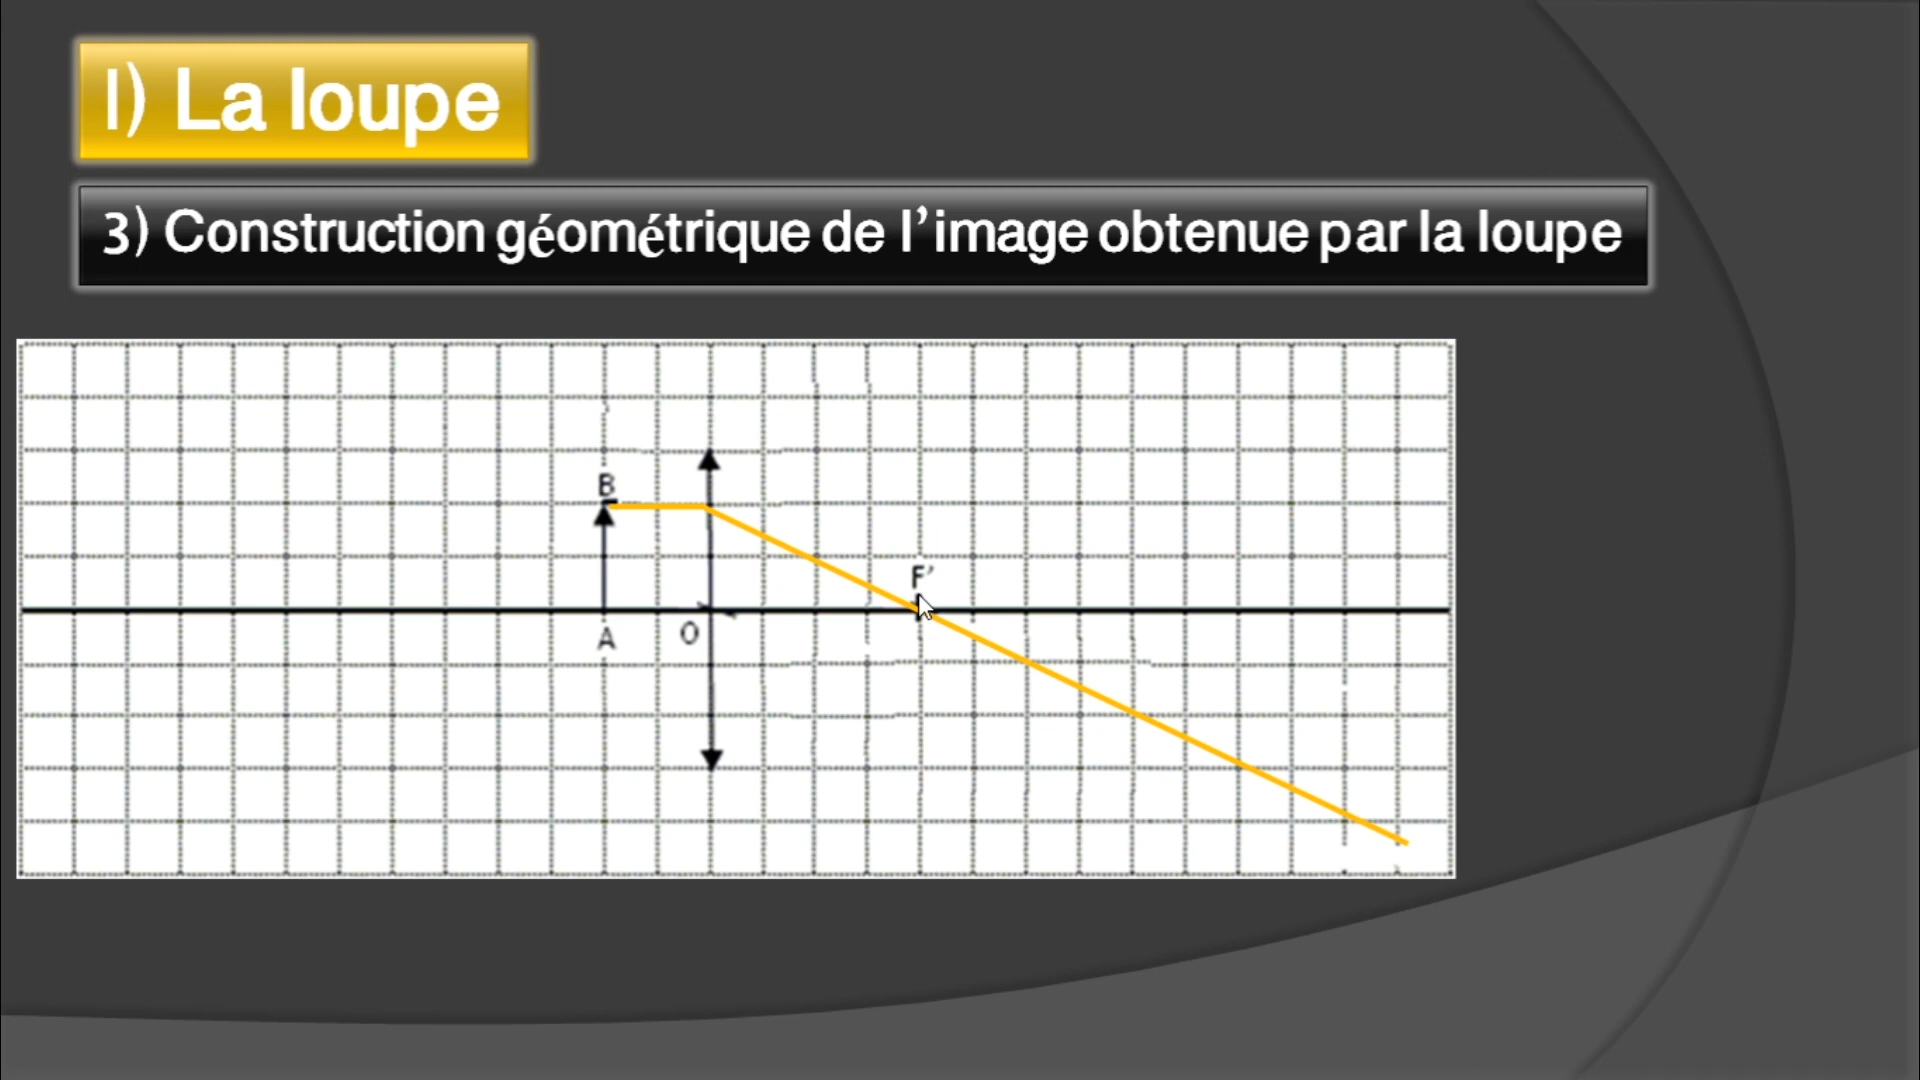 I) La loupe
3) Construction géométrique de l’image obtenue par la loupe
B
F’
A
O